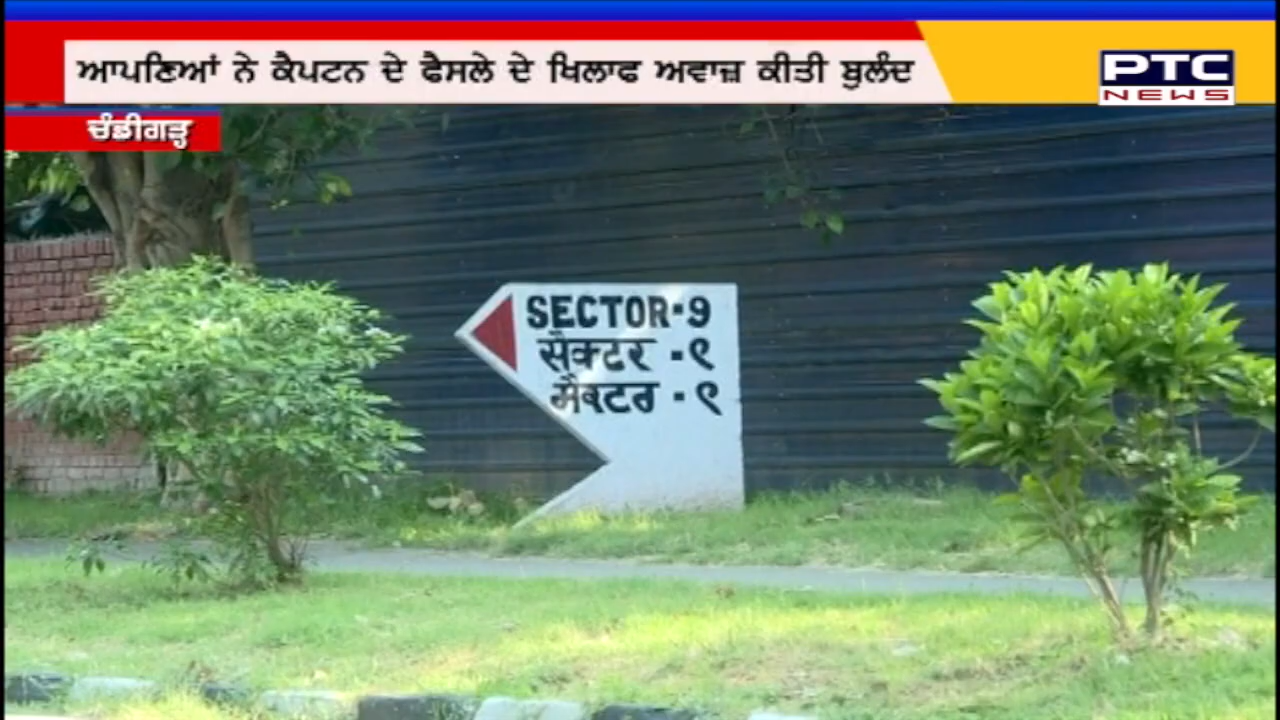 ਆਪਣਿਆਂ ਨੇ ਕੈਪਟਨ ਦੇ ਫੈਸਲੇ ਦੇ ਖਿਲਾਫ ਅਵਾਜ਼ ਕੀਤੀ ਬੁਲੰਦ
PTC
NEWS
ਚੰਡੀਗੜ੍ਹ
SECTOR-9
सैक्टर -९
ਸੈਕਟਰ - ੯